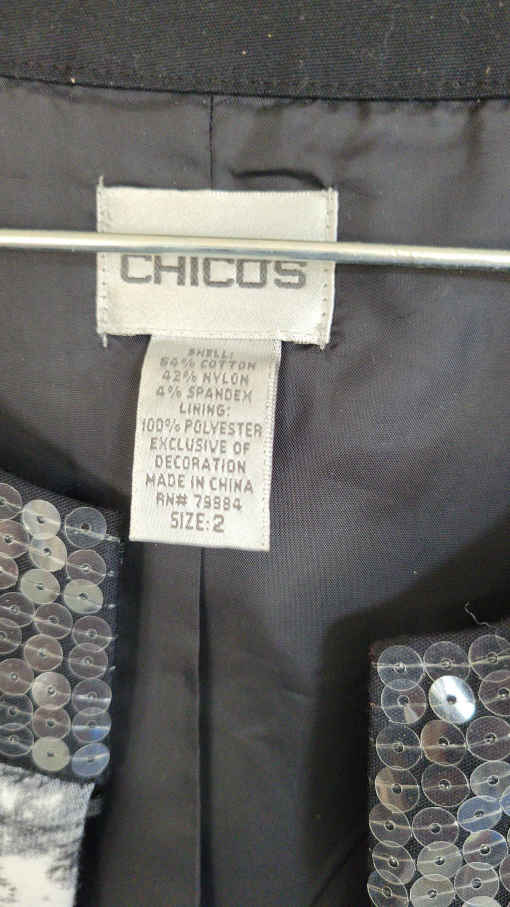 CHICO'S
SHELL:
54% COTTON
42% NYLON
4% SPANDEX
LINING:
100% POLYESTER
EXCLUSIVE OF
DECORATION
MADE IN CHINA
RN# 79984
SIZE: 2